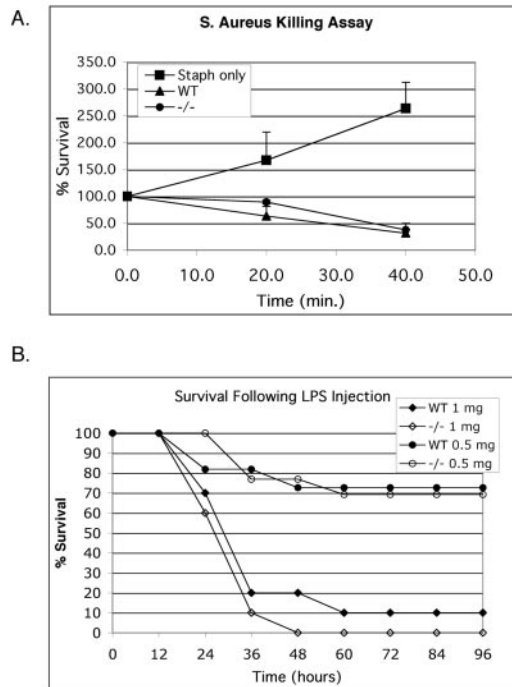 A.
S. Aureus Killing Assay
350.0
300.0
250.0
200.0
150.0
100.0
50.0
0.0
% Survival
Staph only
WT
-/-
0.0 10.0 20.0 30.0 40.0 50.0
Time (min.)
B.
Survival Following LPS Injection
WT 1 mg
-/- 1 mg
WT 0.5 mg
-/- 0.5 mg
100
90
80
70
60
50
40
30
20
10
0
% Survival
0 12 24 36 48 60 72 84 96
Time (hours)